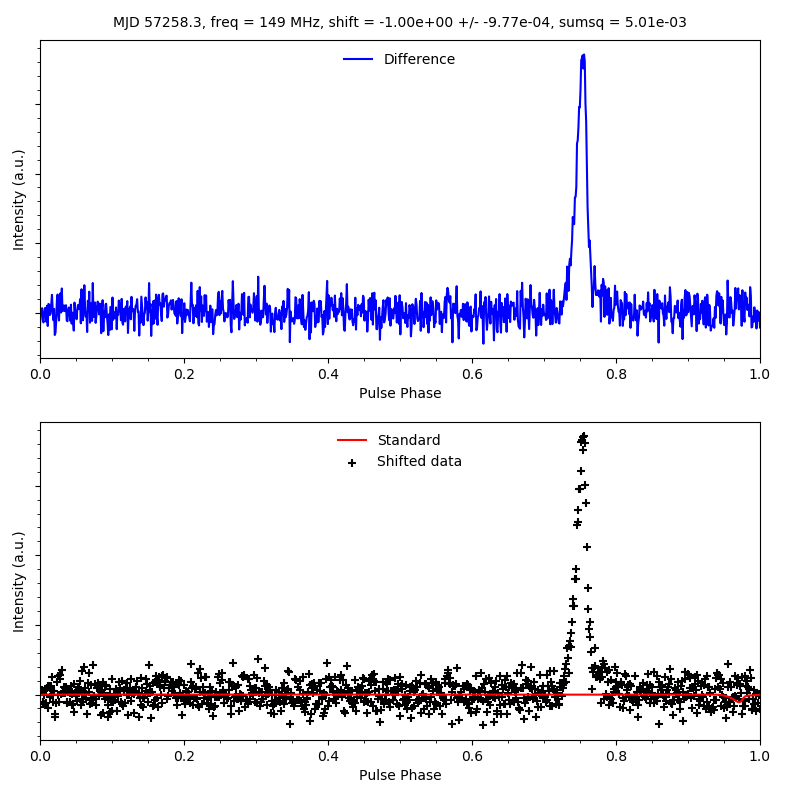 MJD 57258.3, freq = 149 MHz, shift = -1.00e+00 +/- -9.77e-04, sumsq = 5.01e-03
Difference
Intensity (a.u.)
0.0 0.2 0.4 0.6 0.8 1.0
Pulse Phase
Standard
Shifted data
Intensity (a.u.)
0.0 0.2 0.4 0.6 0.8 1.0
Pulse Phase